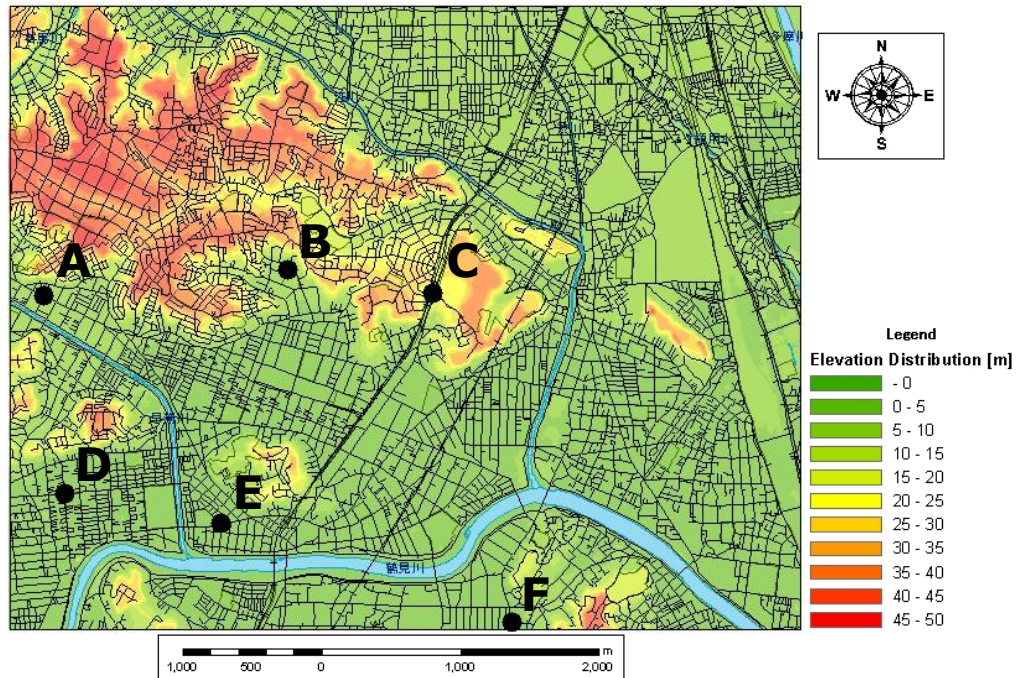 N
W E
S
A
B
C
D
E
F
鶴見川
Legend
Elevation Distribution [m]
- 0
0 - 5
5 - 10
10 - 15
15 - 20
20 - 25
25 - 30
30 - 35
35 - 40
40 - 45
45 - 50
m
1,000 500 0 1,000 2,000